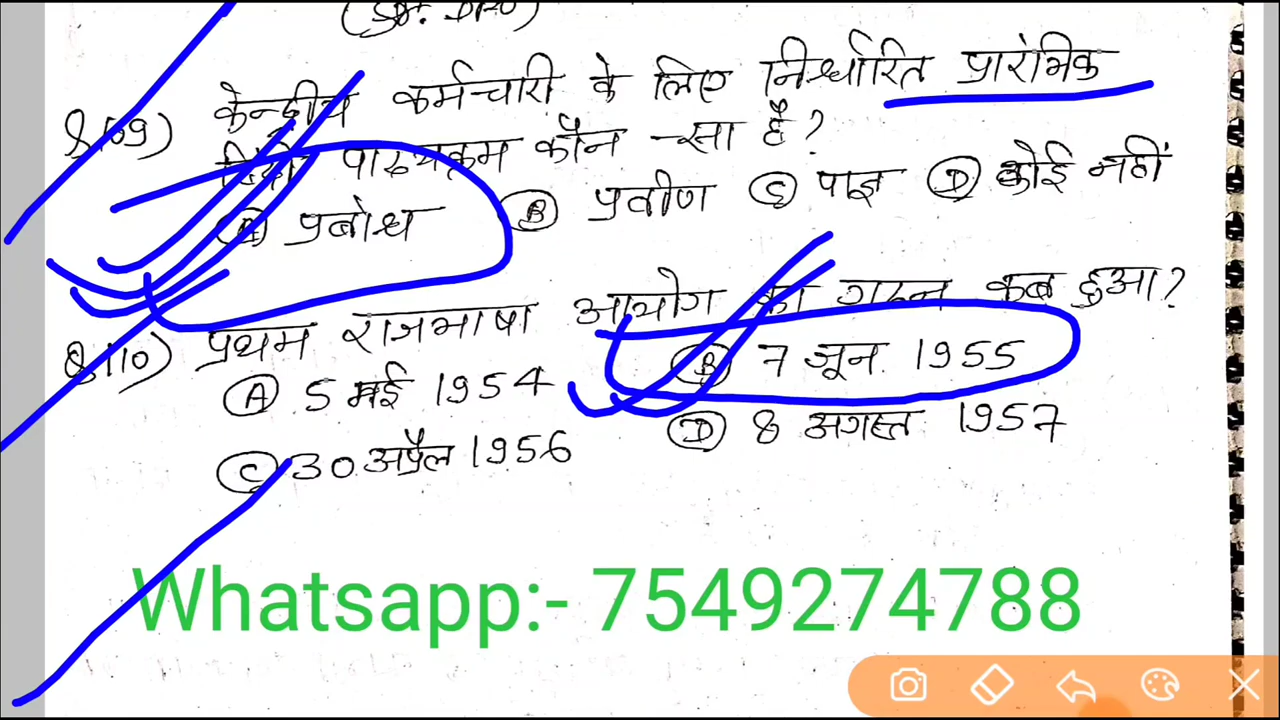 Q.109) केन्द्रीय कर्मचारी के लिए निर्धारित प्रारंभिक
हिंदी पाठ्यक्रम कौन-सा है?
(A) प्रबोध (B) प्रवीण (C) प्राज्ञ (D) कोई नहीं
Q.110) प्रथम राजभाषा आयोग का गठन कब हुआ?
(A) 5 मई 1954 (B) 7 जून 1955
(C) 30 अप्रैल 1956 (D) 8 अगस्त 1957
Whatsapp:- 7549274788